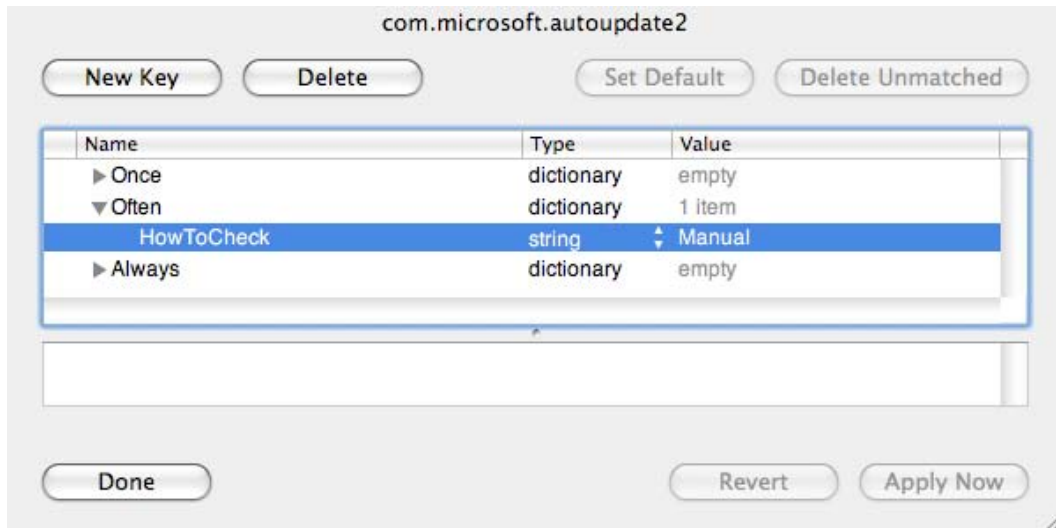 com.microsoft.autoupdate2
New Key Delete Set Default Delete Unmatched
Name Type Value
Once dictionary empty
Often dictionary 1 item
HowToCheck string Manual
Always dictionary empty
Done Revert Apply Now